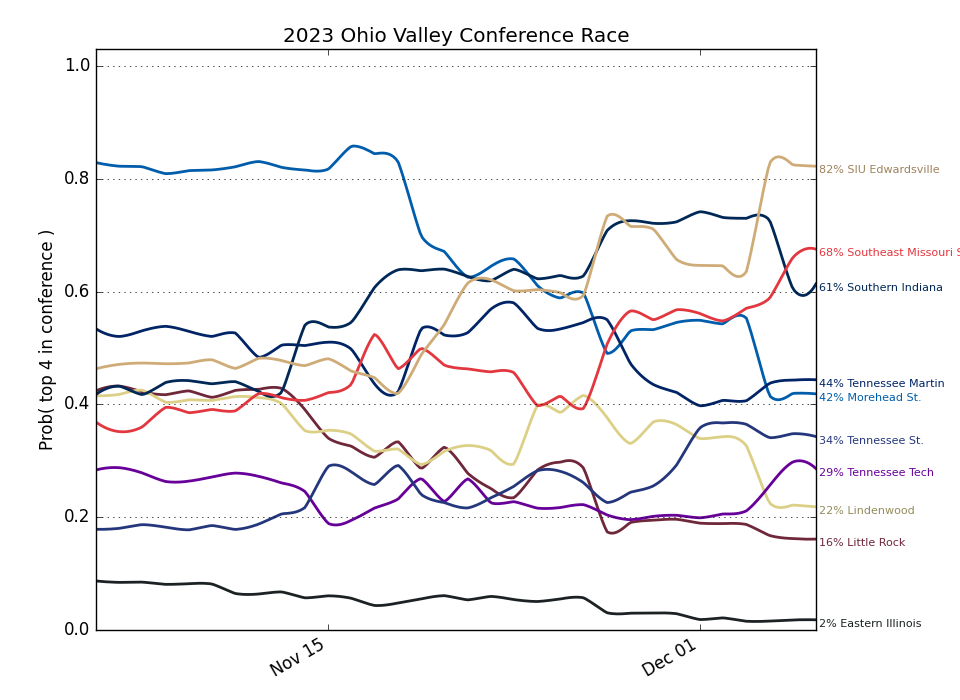 2023 Ohio Valley Conference Race
Prob( top 4 in conference )
1.0
0.8
0.6
0.4
0.2
0.0
Nov 15
Dec 01
82% SIU Edwardsville
68% Southeast Missouri S
61% Southern Indiana
44% Tennessee Martin
42% Morehead St.
34% Tennessee St.
29% Tennessee Tech
22% Lindenwood
16% Little Rock
2% Eastern Illinois